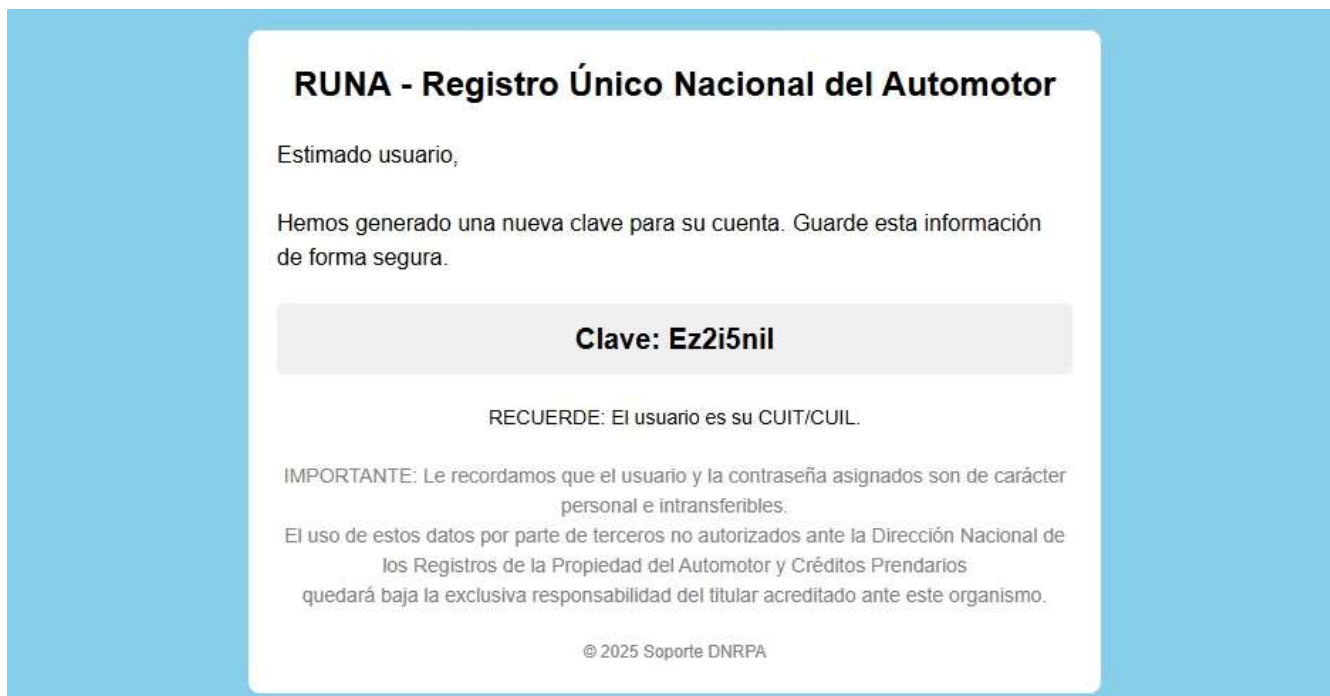 RUNA - Registro Único Nacional del Automotor
Estimado usuario,
Hemos generado una nueva clave para su cuenta. Guarde esta información
de forma segura.
Clave: Ez2i5nil
RECUERDE: El usuario es su CUIT/CUIL.
IMPORTANTE: Le recordamos que el usuario y la contraseña asignados son de carácter
personal e intransferibles.
El uso de estos datos por parte de terceros no autorizados ante la Dirección Nacional de
los Registros de la Propiedad del Automotor y Créditos Prendarios
quedará baja la exclusiva responsabilidad del titular acreditado ante este organismo.
© 2025 Soporte DNRPA